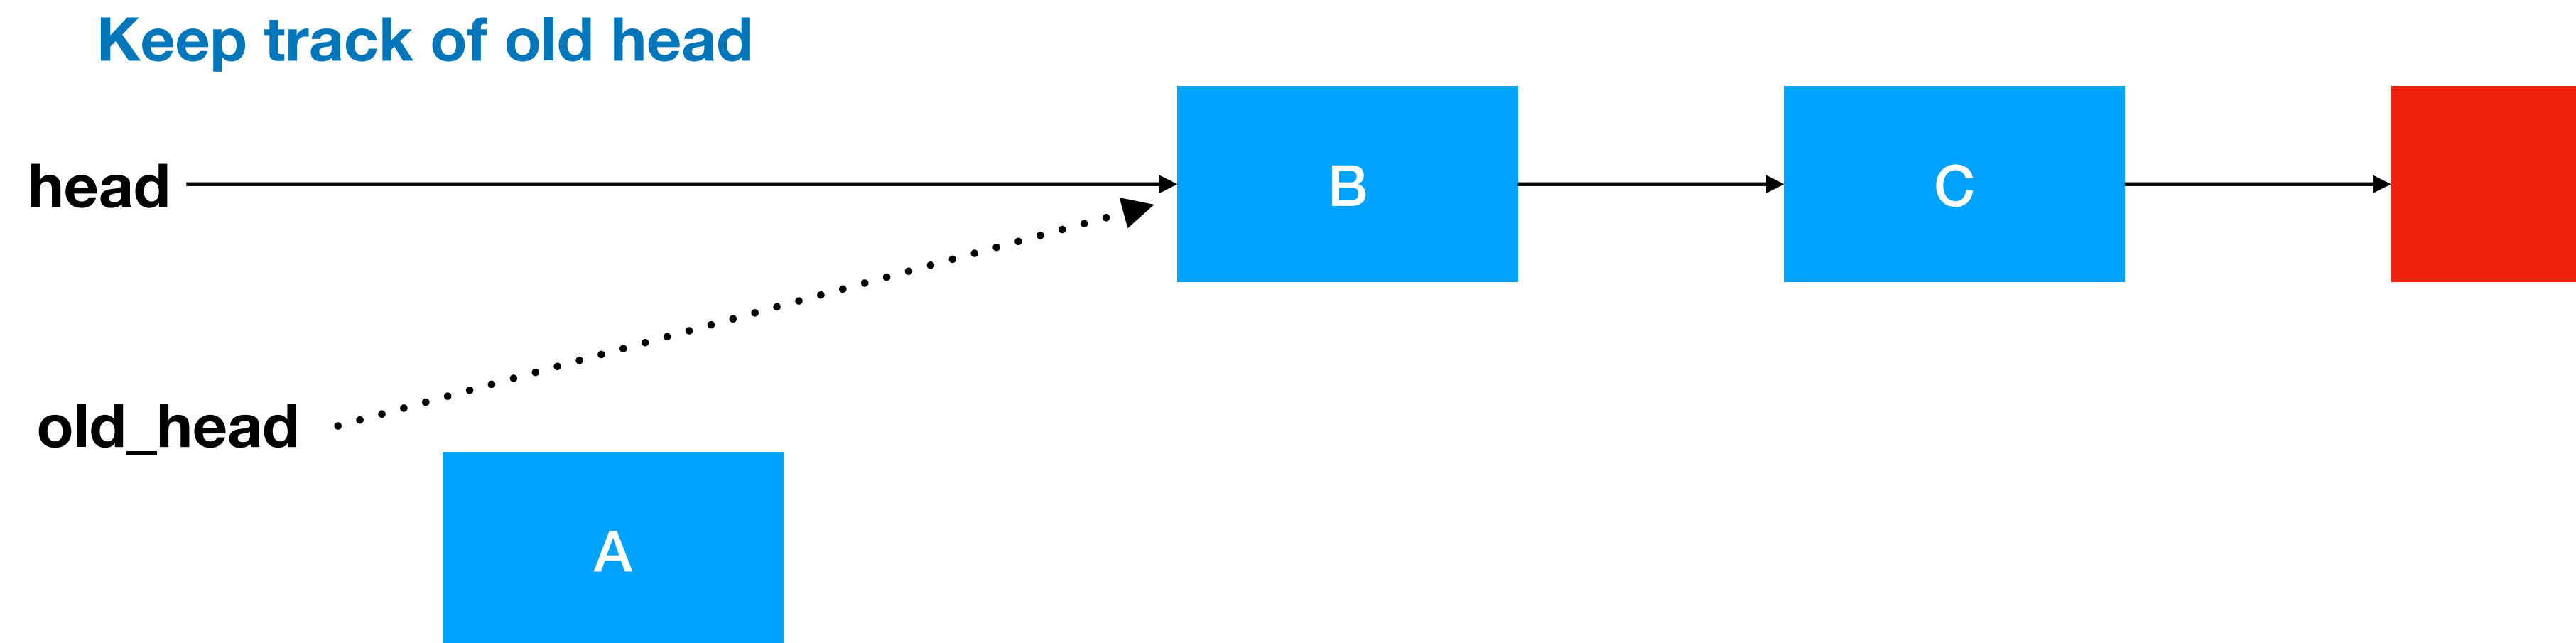 Keep track of old head
head
B
C
old_head
A